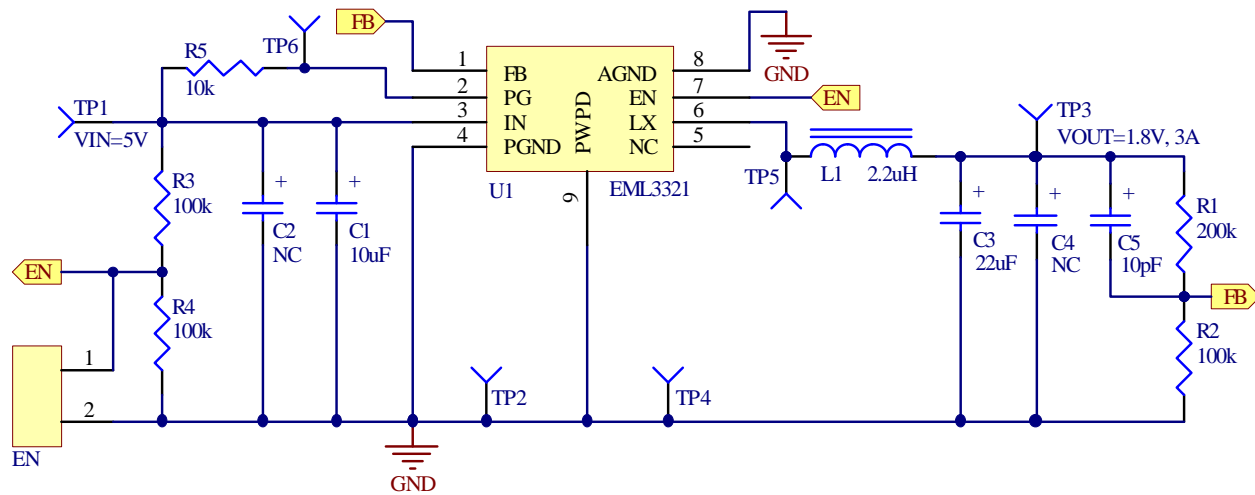 FB
TP6
R5
10k
TP1
VIN=5V
1
2
3
4
FB
PG
IN
PGND
PWPD
AGND
EN
LX
NC
8
7
6
5
9
U1
EML3321
GND
EN
TP5
L1
2.2uH
TP3
VOUT=1.8V, 3A
R3
100k
+
C2
NC
+
C1
10uF
+
C3
22uF
+
C4
NC
+
C5
10pF
R1
200k
EN
R4
100k
FB
R2
100k
1
2
EN
TP2
TP4
GND